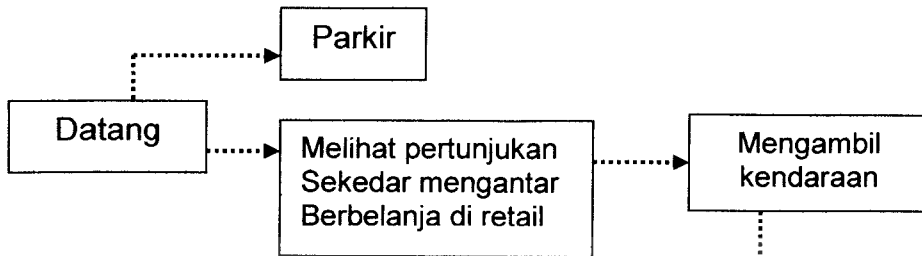 Parkir
Datang
Melihat pertunjukan
Sekedar mengantar
Berbelanja di retail
Mengambil
kendaraan